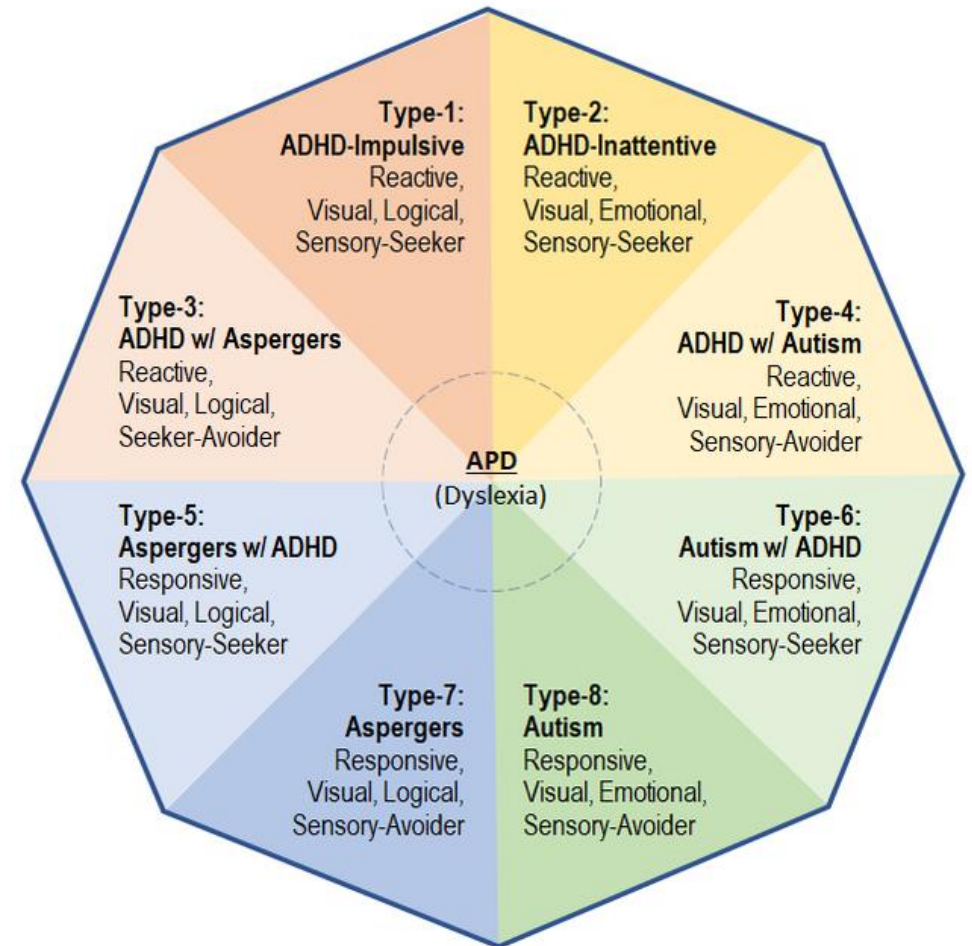 Type-1:
ADHD-Impulsive
Reactive,
Visual, Logical,
Sensory-Seeker
Type-2:
ADHD-Inattentive
Reactive,
Visual, Emotional,
Sensory-Seeker
Type-3:
ADHD w/ Aspergers
Reactive,
Visual, Logical,
Seeker-Avoider
Type-4:
ADHD w/ Autism
Reactive,
Visual, Emotional,
Sensory-Avoider
APD
(Dyslexia)
Type-5:
Aspergers w/ ADHD
Responsive,
Visual, Logical,
Sensory-Seeker
Type-6:
Autism w/ ADHD
Responsive,
Visual, Emotional,
Sensory-Seeker
Type-7:
Aspergers
Responsive,
Visual, Logical,
Sensory-Avoider
Type-8:
Autism
Responsive,
Visual, Emotional,
Sensory-Avoider